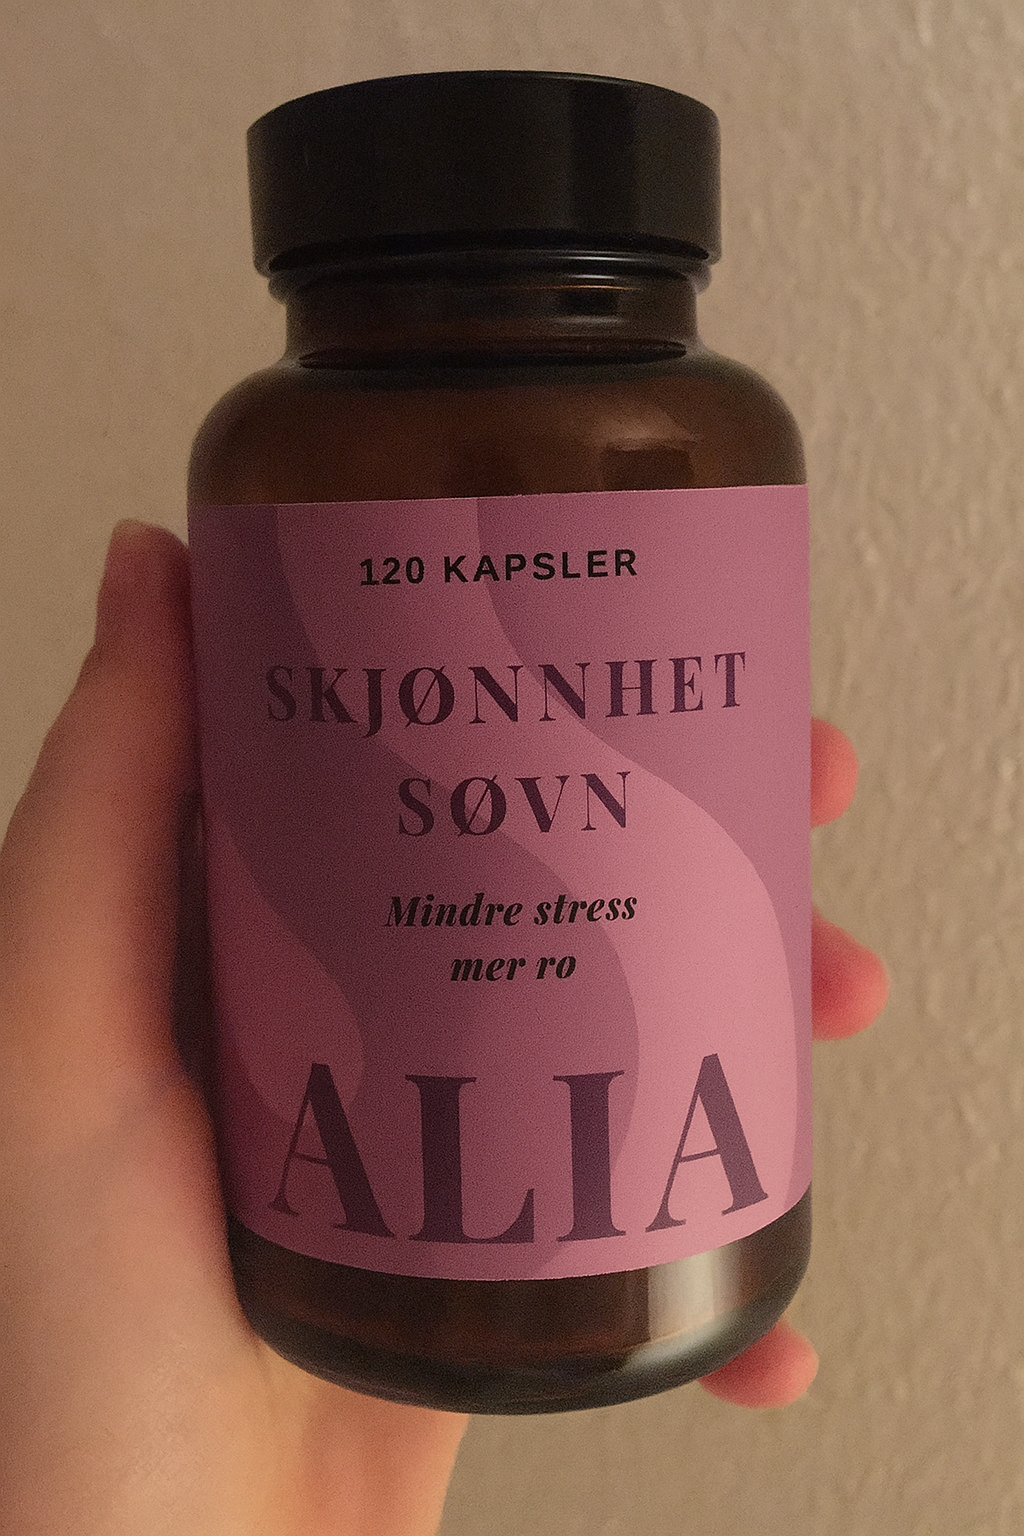 120 KAPSLER
SKJØNNHET
SØVN
Mindre stress
mer ro
ALIA